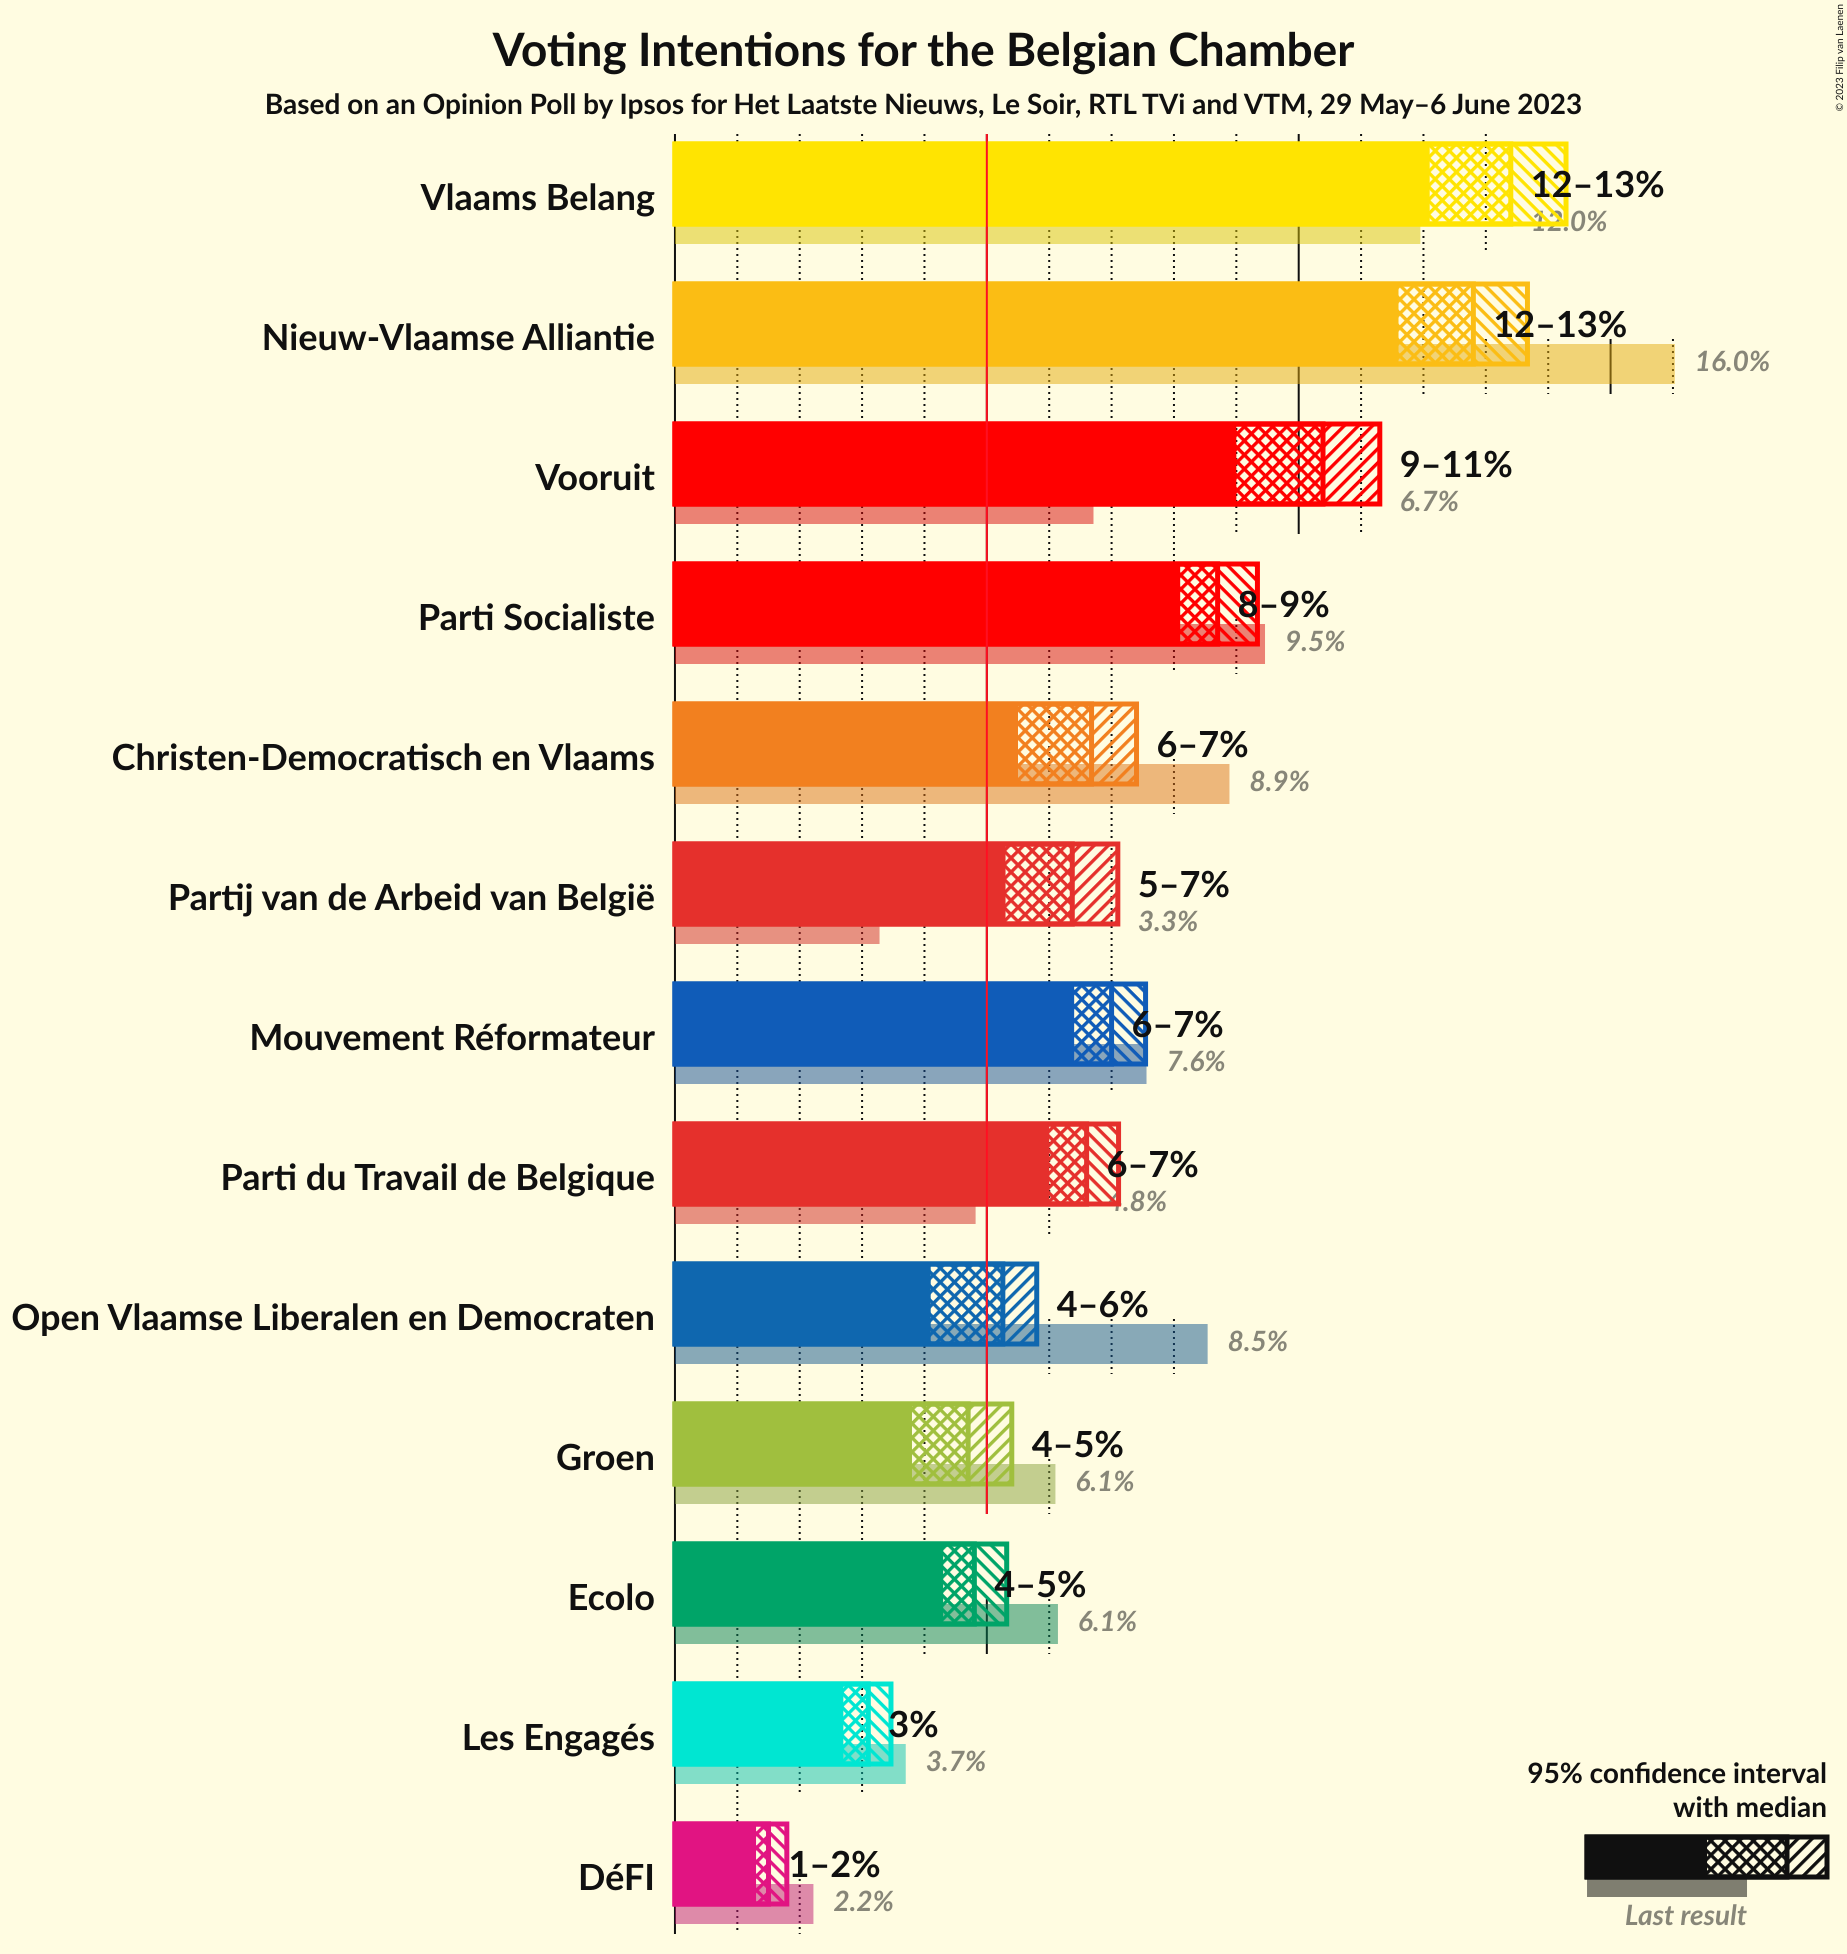 Voting Intentions for the Belgian Chamber
Based on an Opinion Poll by Ipsos for Het Laatste Nieuws, Le Soir, RTL TVi and VTM, 29 May–6 June 2023
© 2023 Filip van Laenen
Vlaams Belang
12–13%
12.0%
Nieuw-Vlaamse Alliantie
12–13%
16.0%
Vooruit
9–11%
6.7%
Parti Socialiste
8–9%
9.5%
Christen-Democratisch en Vlaams
6–7%
8.9%
Partij van de Arbeid van België
5–7%
3.3%
Mouvement Réformateur
6–7%
7.6%
Parti du Travail de Belgique
6–7%
.8%
Open Vlaamse Liberalen en Democraten
4–6%
8.5%
Groen
4–5%
6.1%
Ecolo
4–5%
6.1%
Les Engagés
3%
3.7%
DéFI
1–2%
2.2%
95% confidence interval
with median
Last result